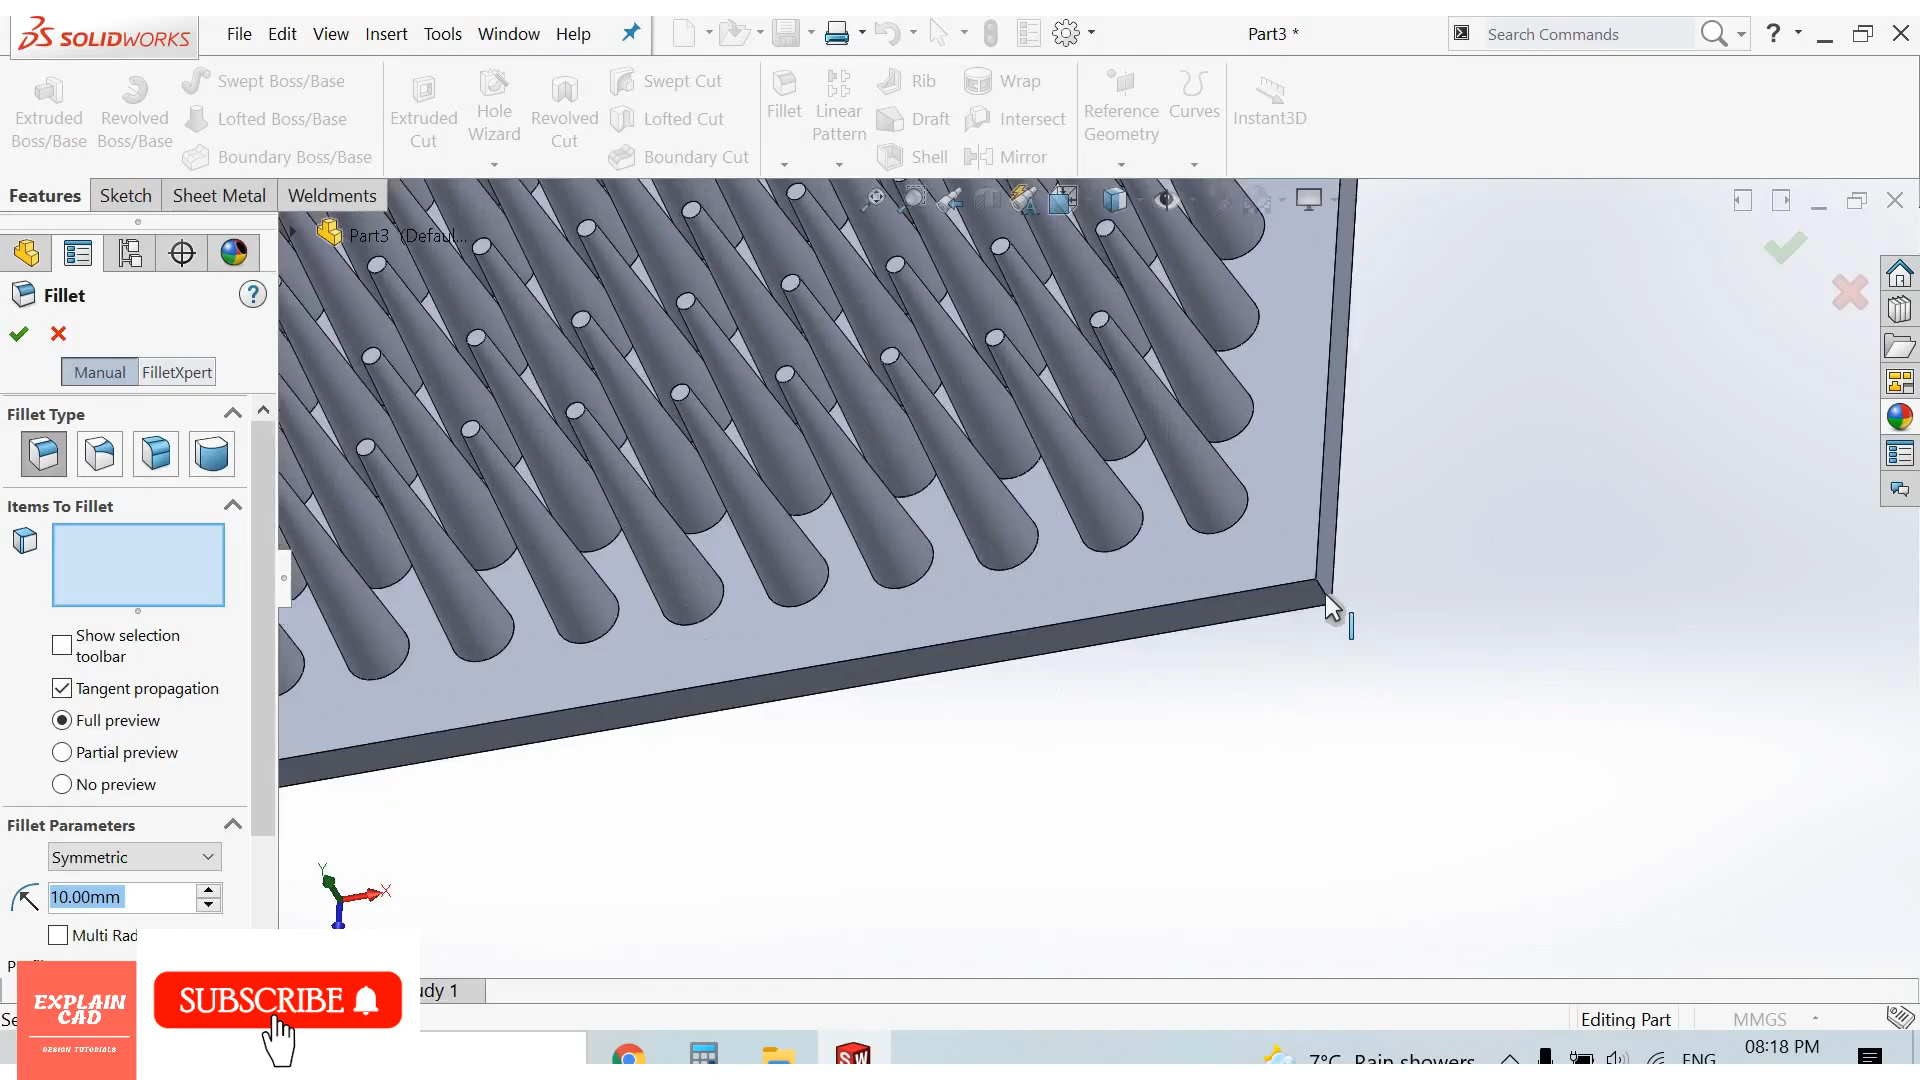 SOLIDWORKS File Edit View Insert Tools Window Help Part3 * Search Commands ?
Extruded Boss/Base
Revolved Boss/Base
Swept Boss/Base
Lofted Boss/Base
Boundary Boss/Base
Extruded Cut
Hole Wizard
Revolved Cut
Swept Cut
Lofted Cut
Boundary Cut
Fillet
Linear Pattern
Rib
Draft
Shell
Wrap
Intersect
Mirror
Reference Geometry
Curves
Instant3D
Features Sketch Sheet Metal Weldments
Part3 (Defaul...
Fillet ?
Manual FilletXpert
Fillet Type
Items To Fillet
Show selection toolbar
Tangent propagation
Full preview
Partial preview
No preview
Fillet Parameters
Symmetric
10.00mm
Multi Rad
Y X
EXPLAIN
CAD
DESIGN TUTORIALS
SUBSCRIBE
udy 1
Editing Part MMGS
SW
7°C Rain showers ENG 08:18 PM